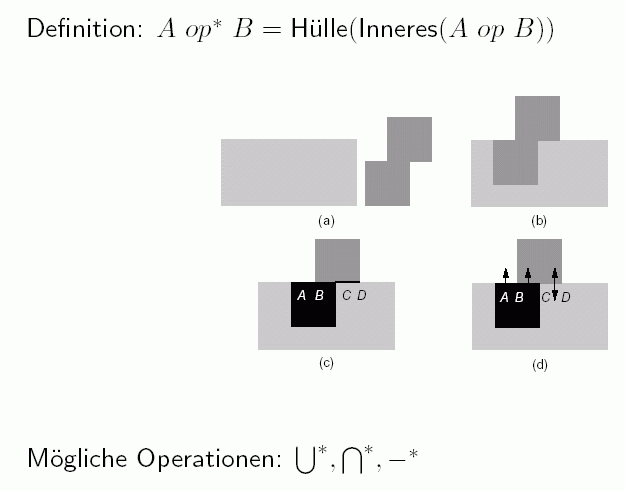 Definition: A op* B = Hülle(Inneres(A op B))
(a)
(b)
A B C D
A B C D
(c)
(d)
Mögliche Operationen: ⋃*, ⋂*, −*